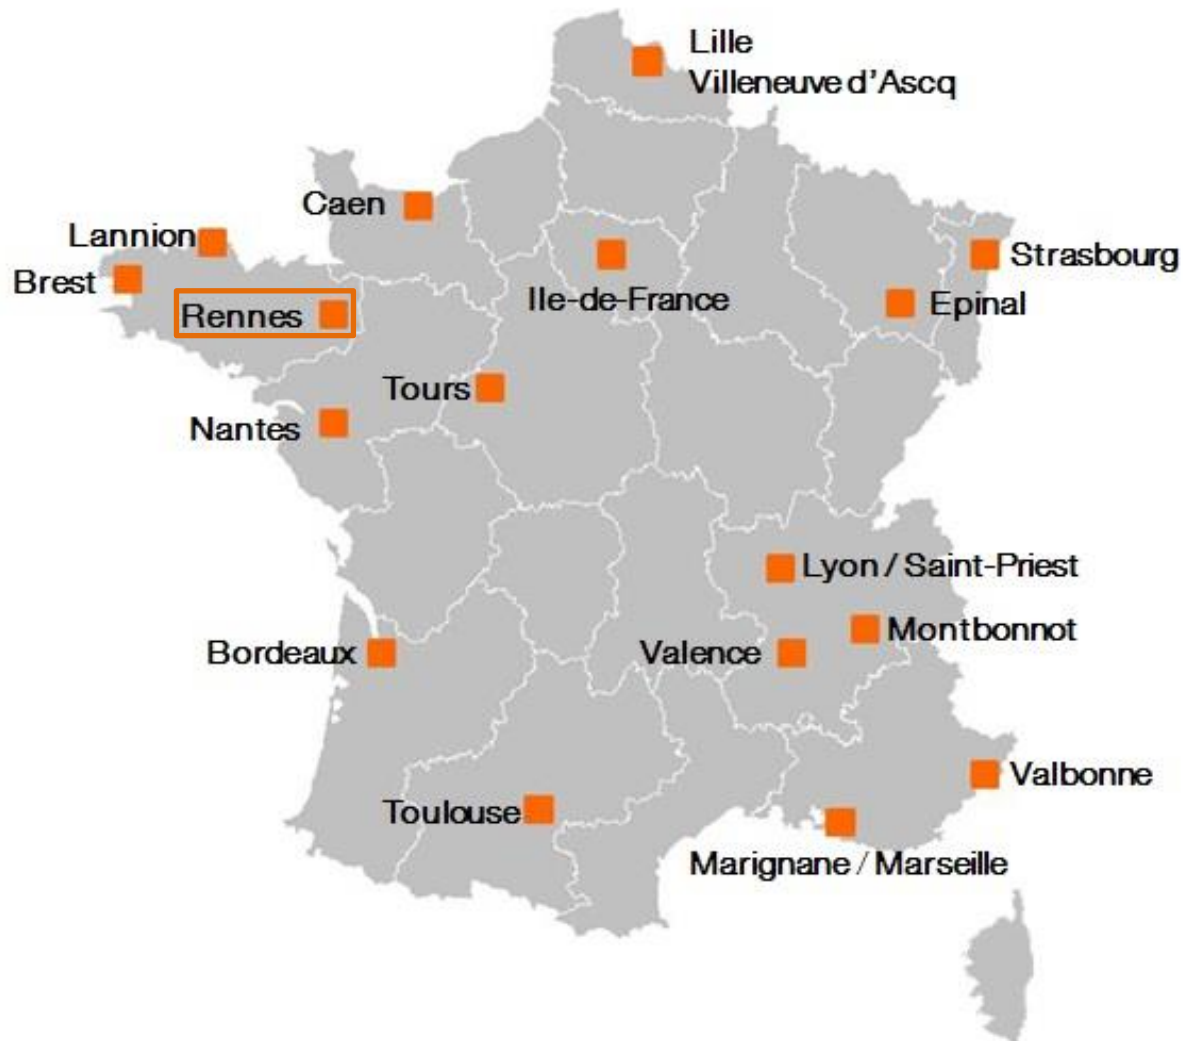 Lille
Villeneuve d'Ascq
Caen
Lannion
Strasbourg
Brest
Ile-de-France
Epinal
Rennes
Tours
Nantes
Lyon / Saint-Priest
Montbonnot
Bordeaux
Valence
Valbonne
Toulouse
Marignane / Marseille